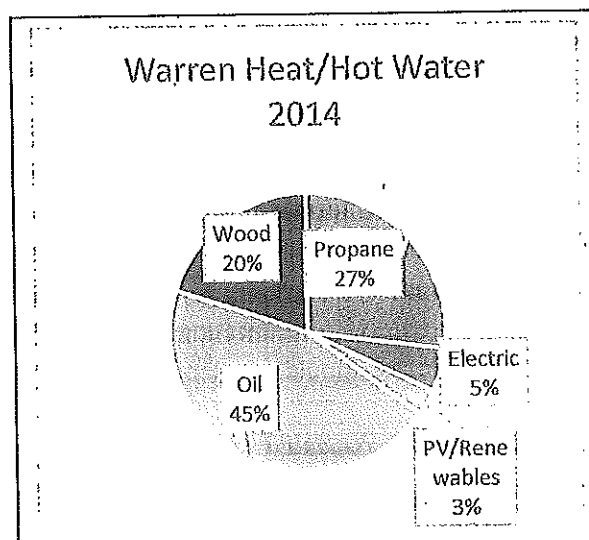 Warren Heat/Hot Water
2014
Wood
20%
Propane
27%
Electric
5%
Oil
45%
PV/Rene
wables
3%